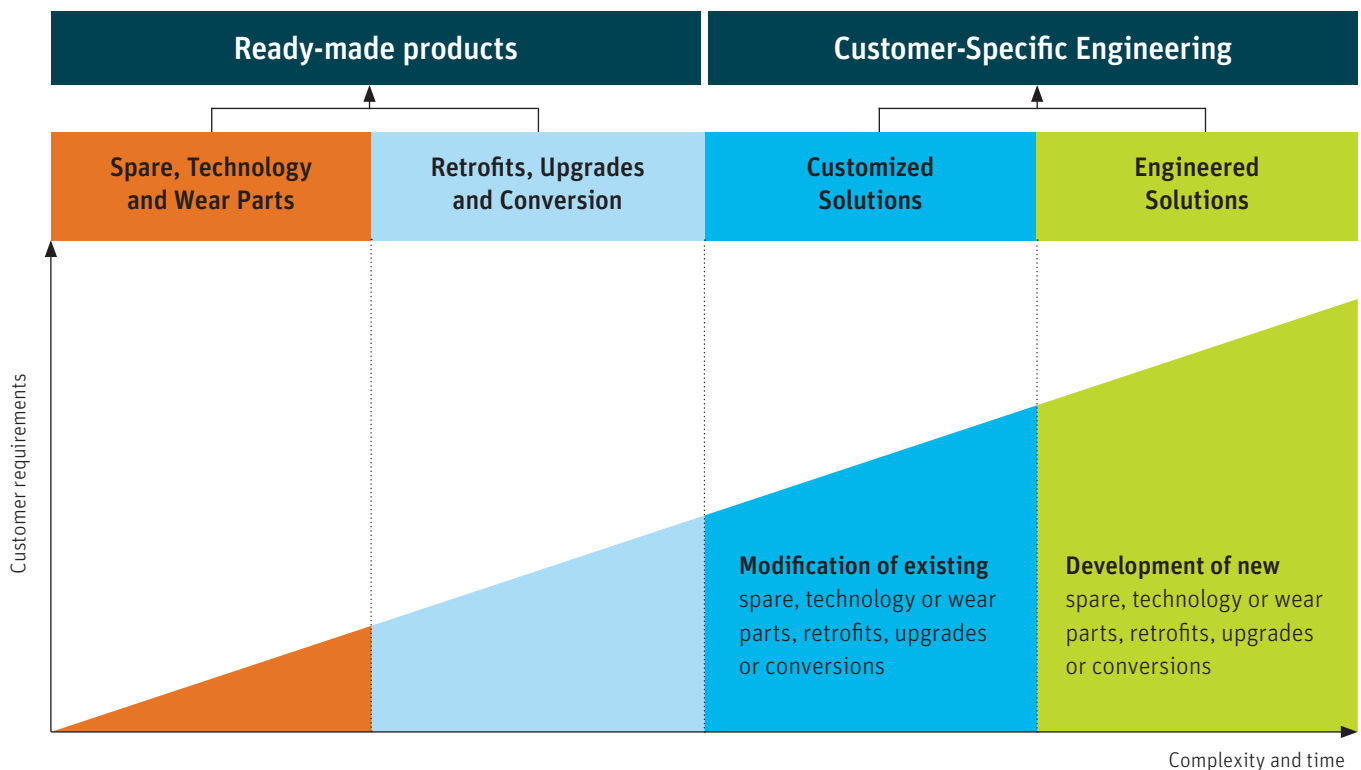 Ready-made products
Customer-Specific Engineering
Spare, Technology
and Wear Parts
Retrofits, Upgrades
and Conversion
Customized
Solutions
Engineered
Solutions
Customer requirements
Modification of existing
spare, technology or wear
parts, retrofits, upgrades
or conversions
Development of new
spare, technology or wear
parts, retrofits, upgrades
or conversions
Complexity and time